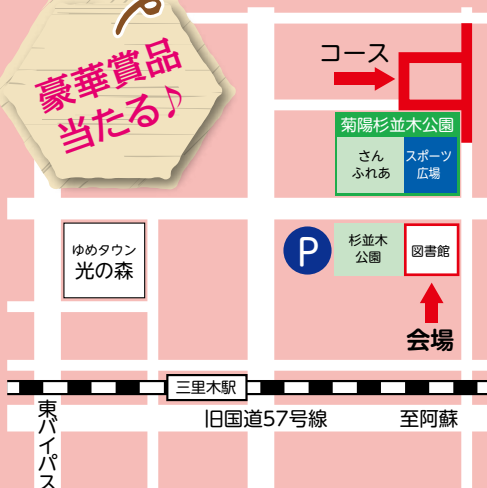 豪華賞品
当たる♪
コース
菊陽杉並木公園
さん
ふれあ
スポーツ
広場
ゆめタウン
光の森
P
杉並木
公園
図書館
会場
三里木駅
旧国道57号線
至阿蘇
東バイパス